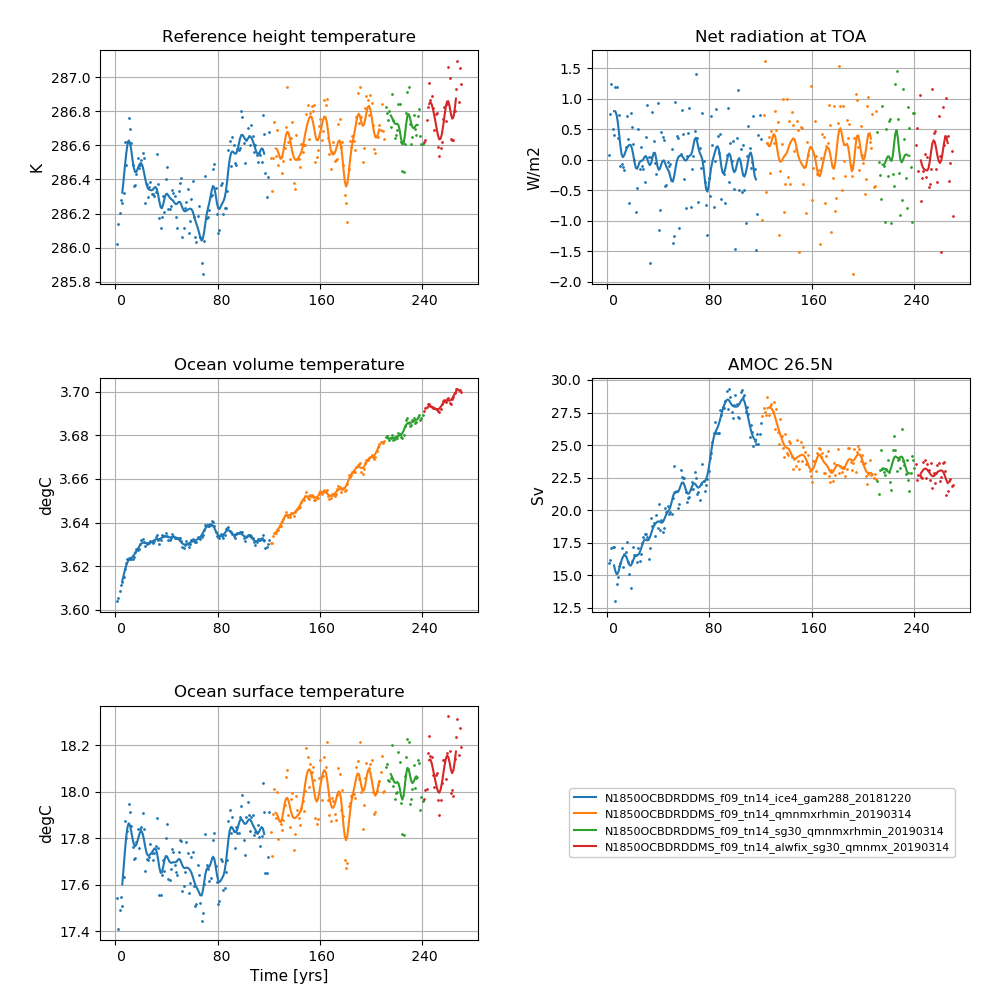 Reference height temperature
K
287.0
286.8
286.6
286.4
286.2
286.0
285.8
0 80 160 240
Net radiation at TOA
W/m2
1.5
1.0
0.5
0.0
−0.5
−1.0
−1.5
−2.0
0 80 160 240
Ocean volume temperature
degC
3.70
3.68
3.66
3.64
3.62
3.60
0 80 160 240
AMOC 26.5N
Sv
30.0
27.5
25.0
22.5
20.0
17.5
15.0
12.5
0 80 160 240
Ocean surface temperature
degC
18.2
18.0
17.8
17.6
17.4
0 80 160 240
Time [yrs]
N1850OCBDRDDMS_f09_tn14_ice4_gam288_20181220
N1850OCBDRDDMS_f09_tn14_qmnmxrhmin_20190314
N1850OCBDRDDMS_f09_tn14_sg30_qmnmxrhmin_20190314
N1850OCBDRDDMS_f09_tn14_alwfix_sg30_qmnmx_20190314